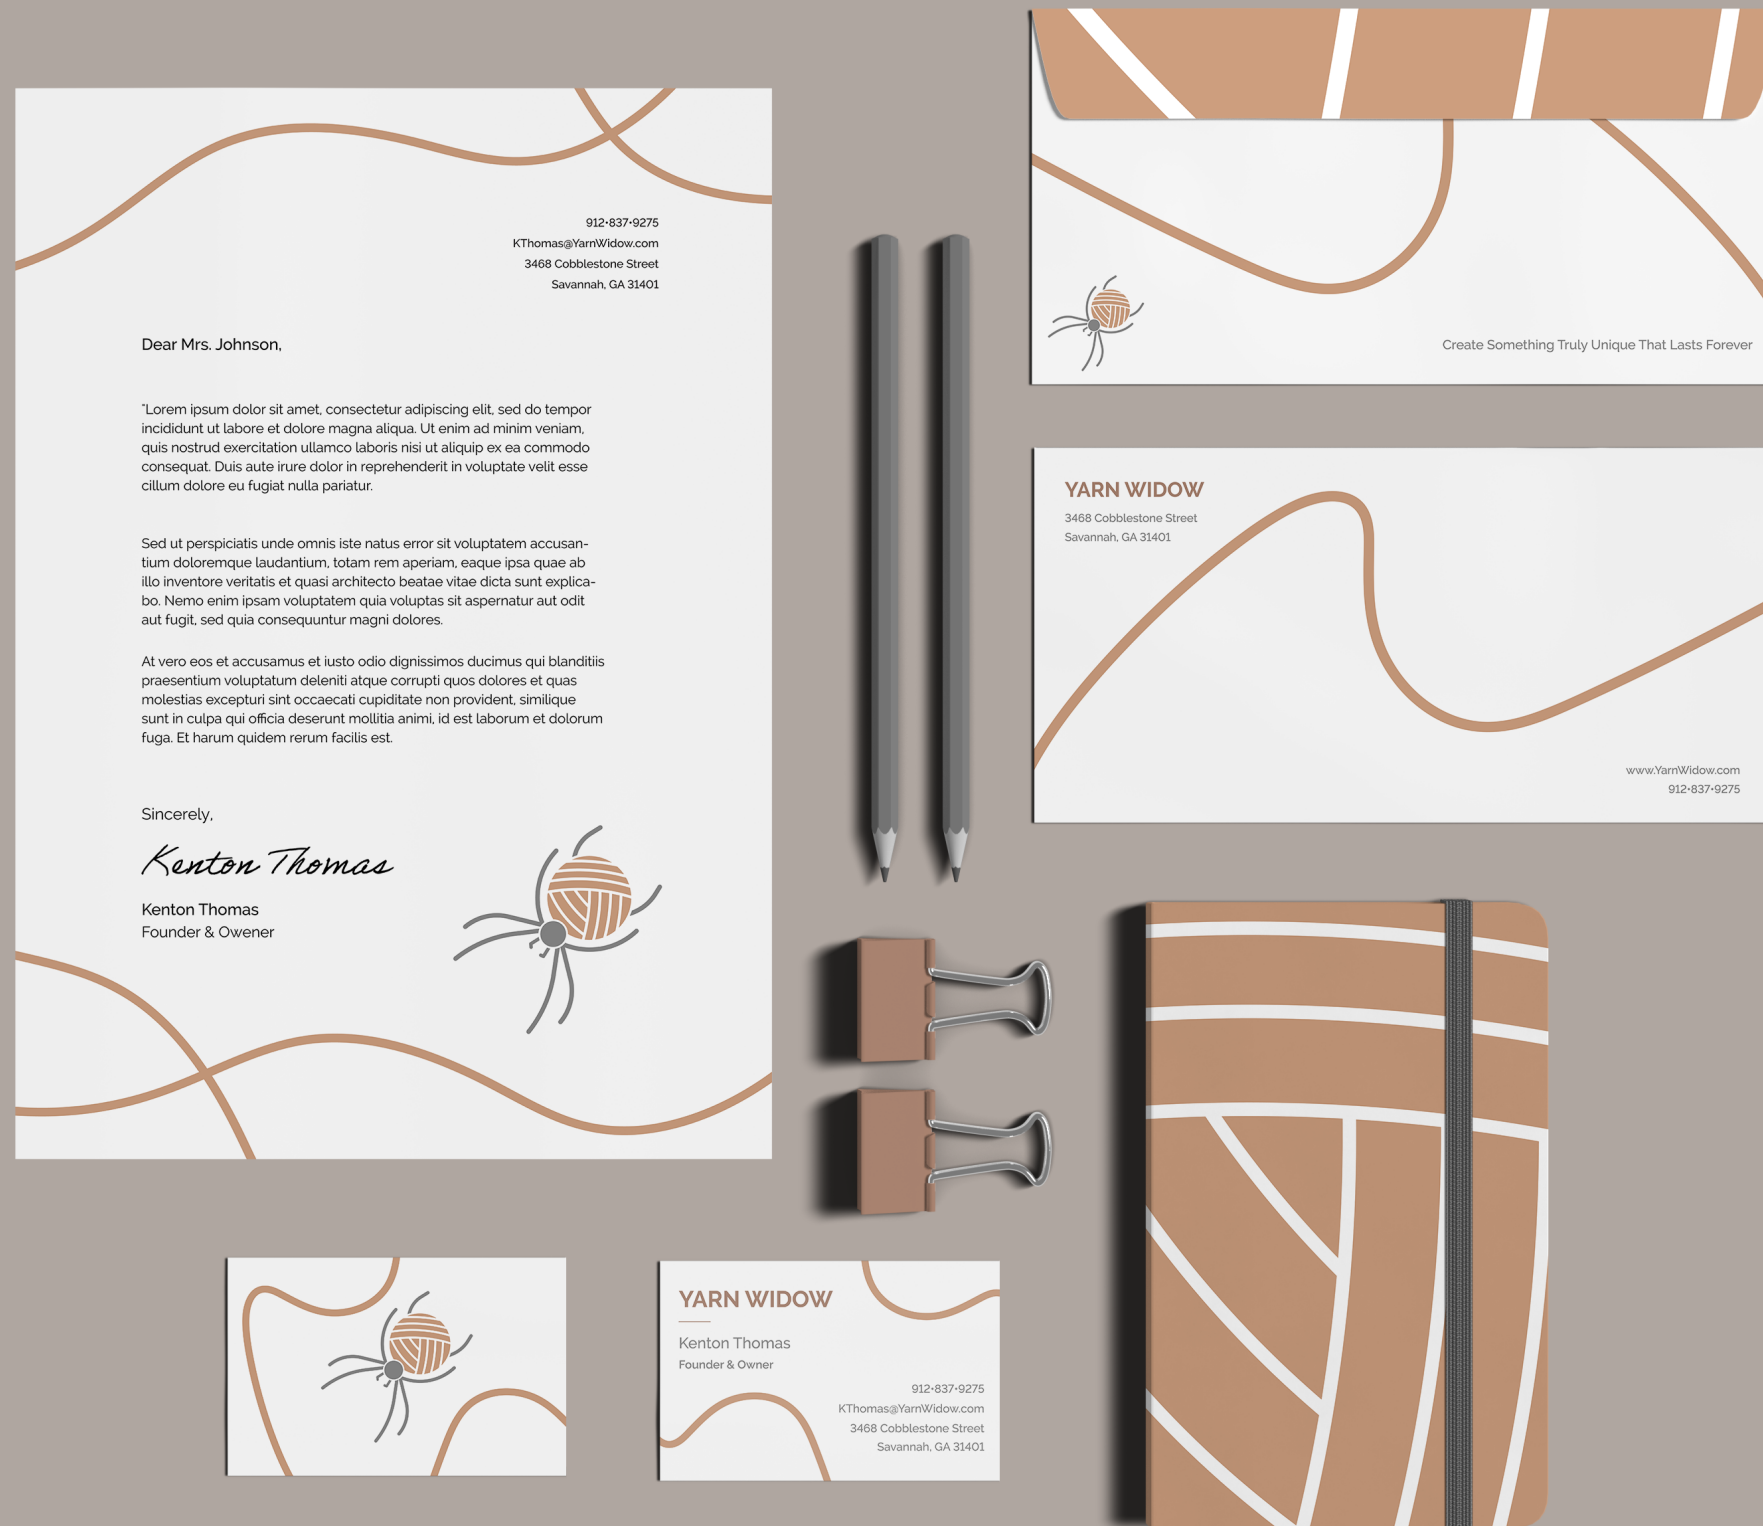 912•837•9275
KThomas@YarnWidow.com
3468 Cobblestone Street
Savannah, GA 31401
Dear Mrs. Johnson,
"Lorem ipsum dolor sit amet, consectetur adipiscing elit, sed do tempor
incididunt ut labore et dolore magna aliqua. Ut enim ad minim veniam,
quis nostrud exercitation ullamco laboris nisi ut aliquip ex ea commodo
consequat. Duis aute irure dolor in reprehenderit in voluptate velit esse
cillum dolore eu fugiat nulla pariatur.
Sed ut perspiciatis unde omnis iste natus error sit voluptatem accusan-
tium doloremque laudantium, totam rem aperiam, eaque ipsa quae ab
illo inventore veritatis et quasi architecto beatae vitae dicta sunt explica-
bo. Nemo enim ipsam voluptatem quia voluptas sit aspernatur aut odit
aut fugit, sed quia consequuntur magni dolores.
At vero eos et accusamus et iusto odio dignissimos ducimus qui blanditiis
praesentium voluptatum deleniti atque corrupti quos dolores et quas
molestias excepturi sint occaecati cupiditate non provident, similique
sunt in culpa qui officia deserunt mollitia animi, id est laborum et dolorum
fuga. Et harum quidem rerum facilis est.
Sincerely,
Kenton Thomas
Kenton Thomas
Founder & Owener
Create Something Truly Unique That Lasts Forever
YARN WIDOW
3468 Cobblestone Street
Savannah, GA 31401
www.YarnWidow.com
912•837•9275
YARN WIDOW
Kenton Thomas
Founder & Owner
912•837•9275
KThomas@YarnWidow.com
3468 Cobblestone Street
Savannah, GA 31401